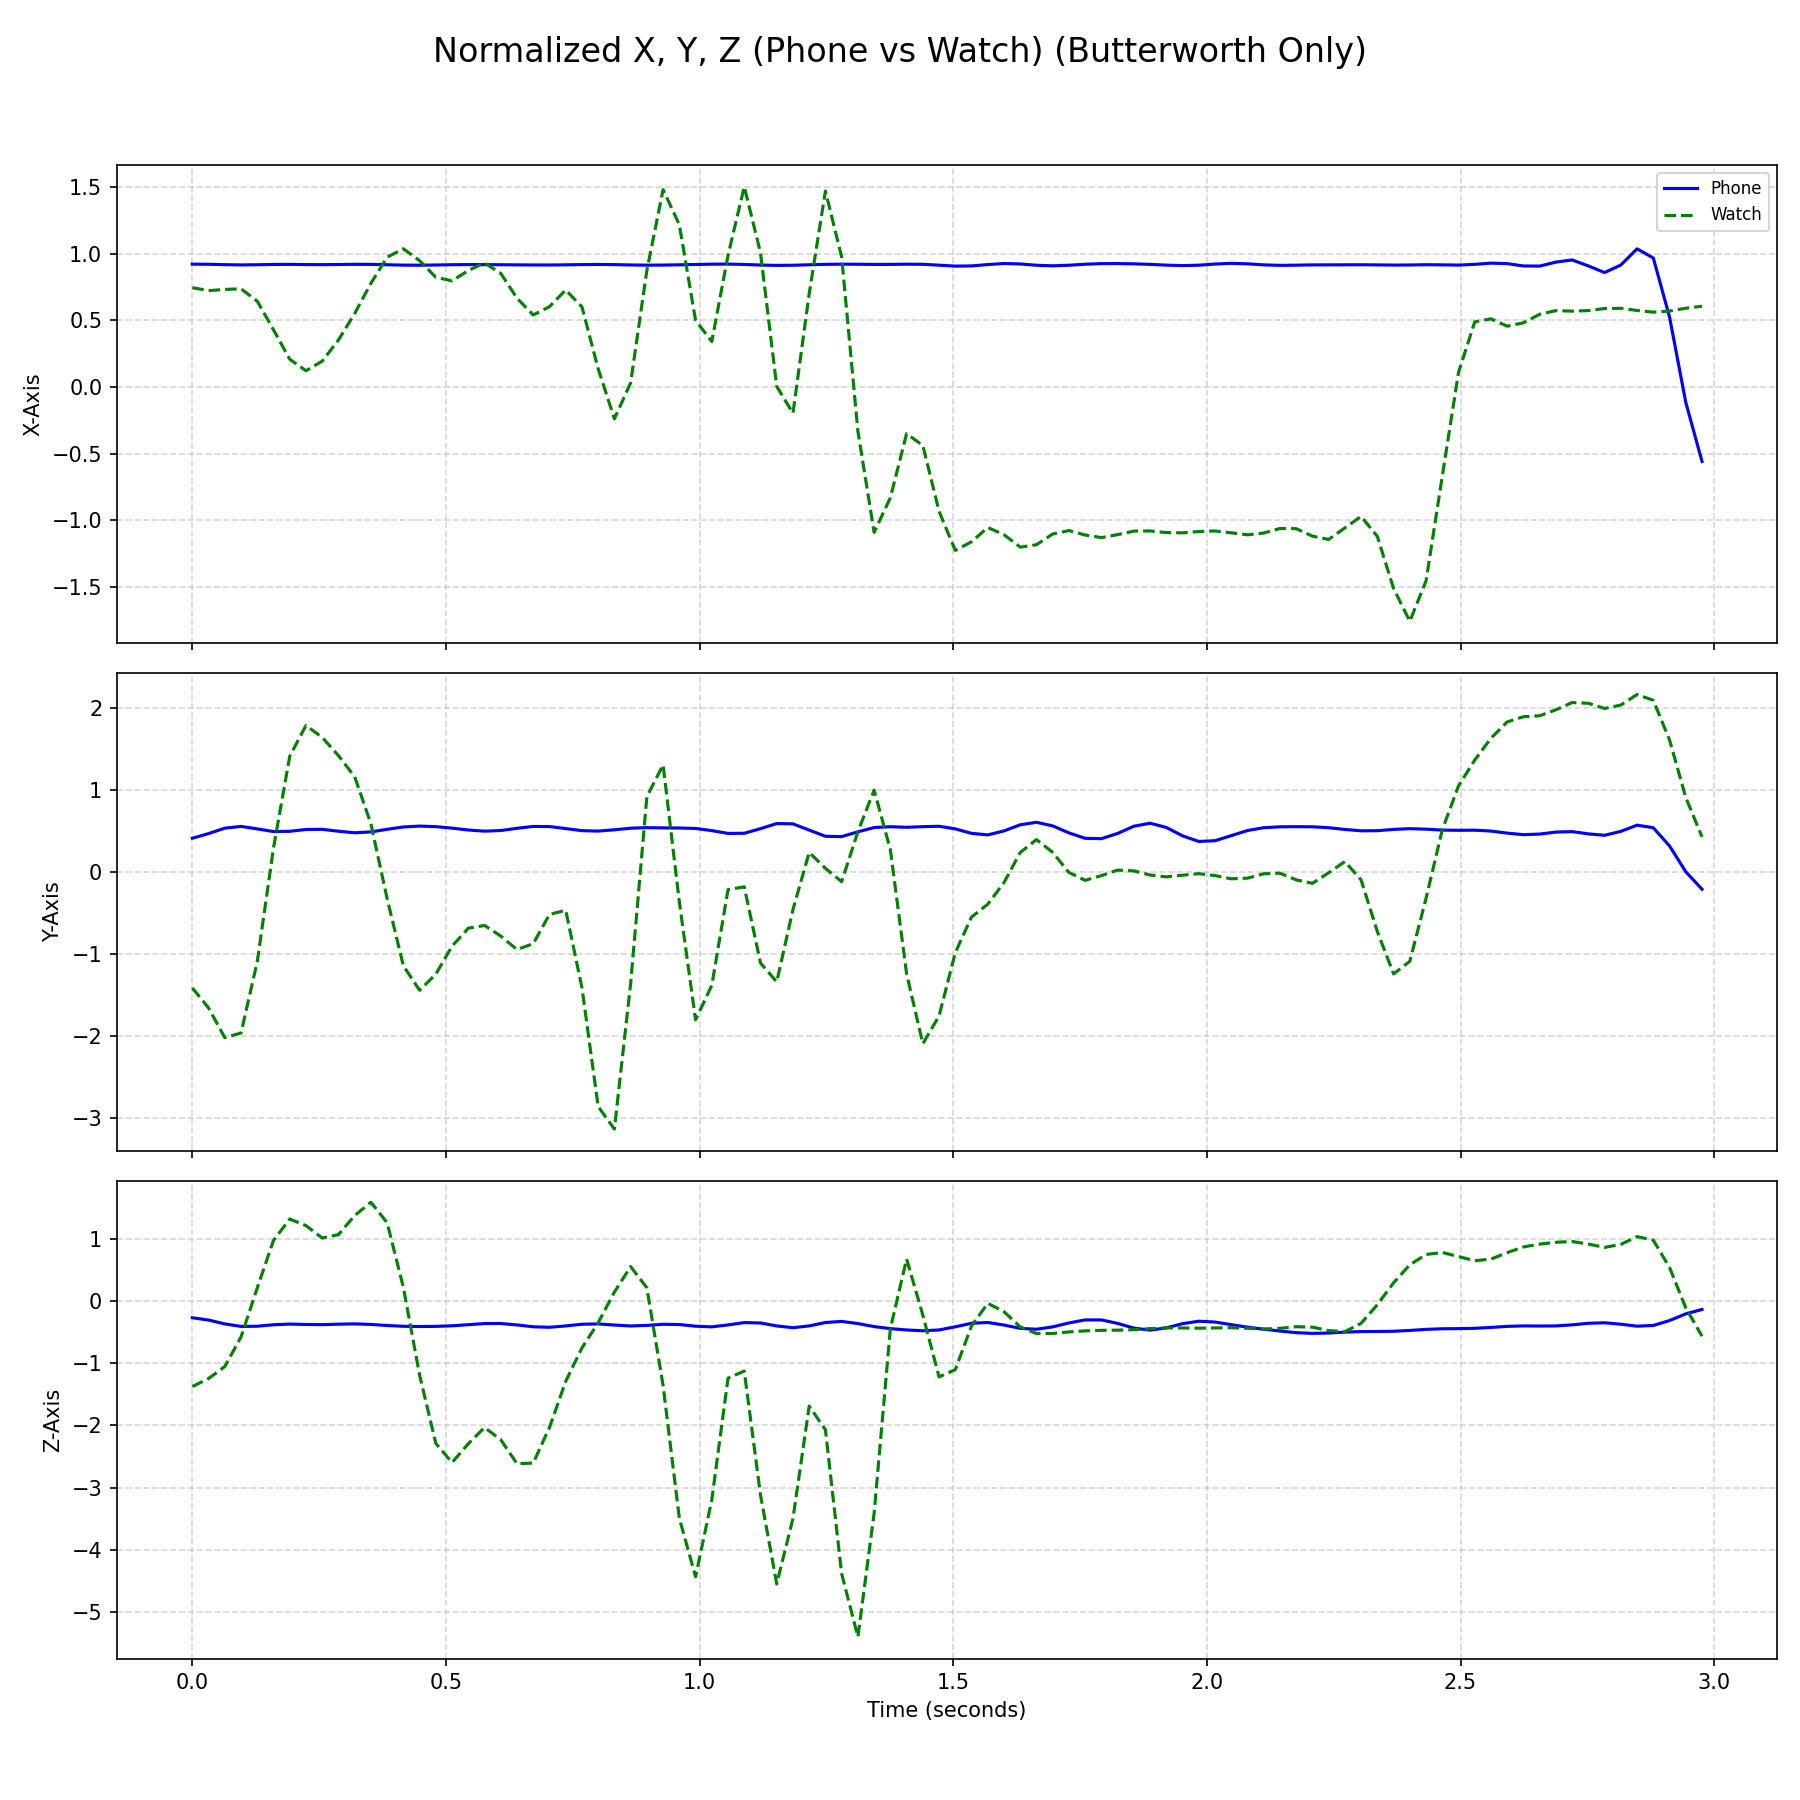 Normalized X, Y, Z (Phone vs Watch) (Butterworth Only)
Phone
Watch
1.5
1.0
0.5
0.0
−0.5
−1.0
−1.5
X-Axis
2
1
0
−1
−2
−3
Y-Axis
1
0
−1
−2
−3
−4
−5
Z-Axis
0.0 0.5 1.0 1.5 2.0 2.5 3.0
Time (seconds)